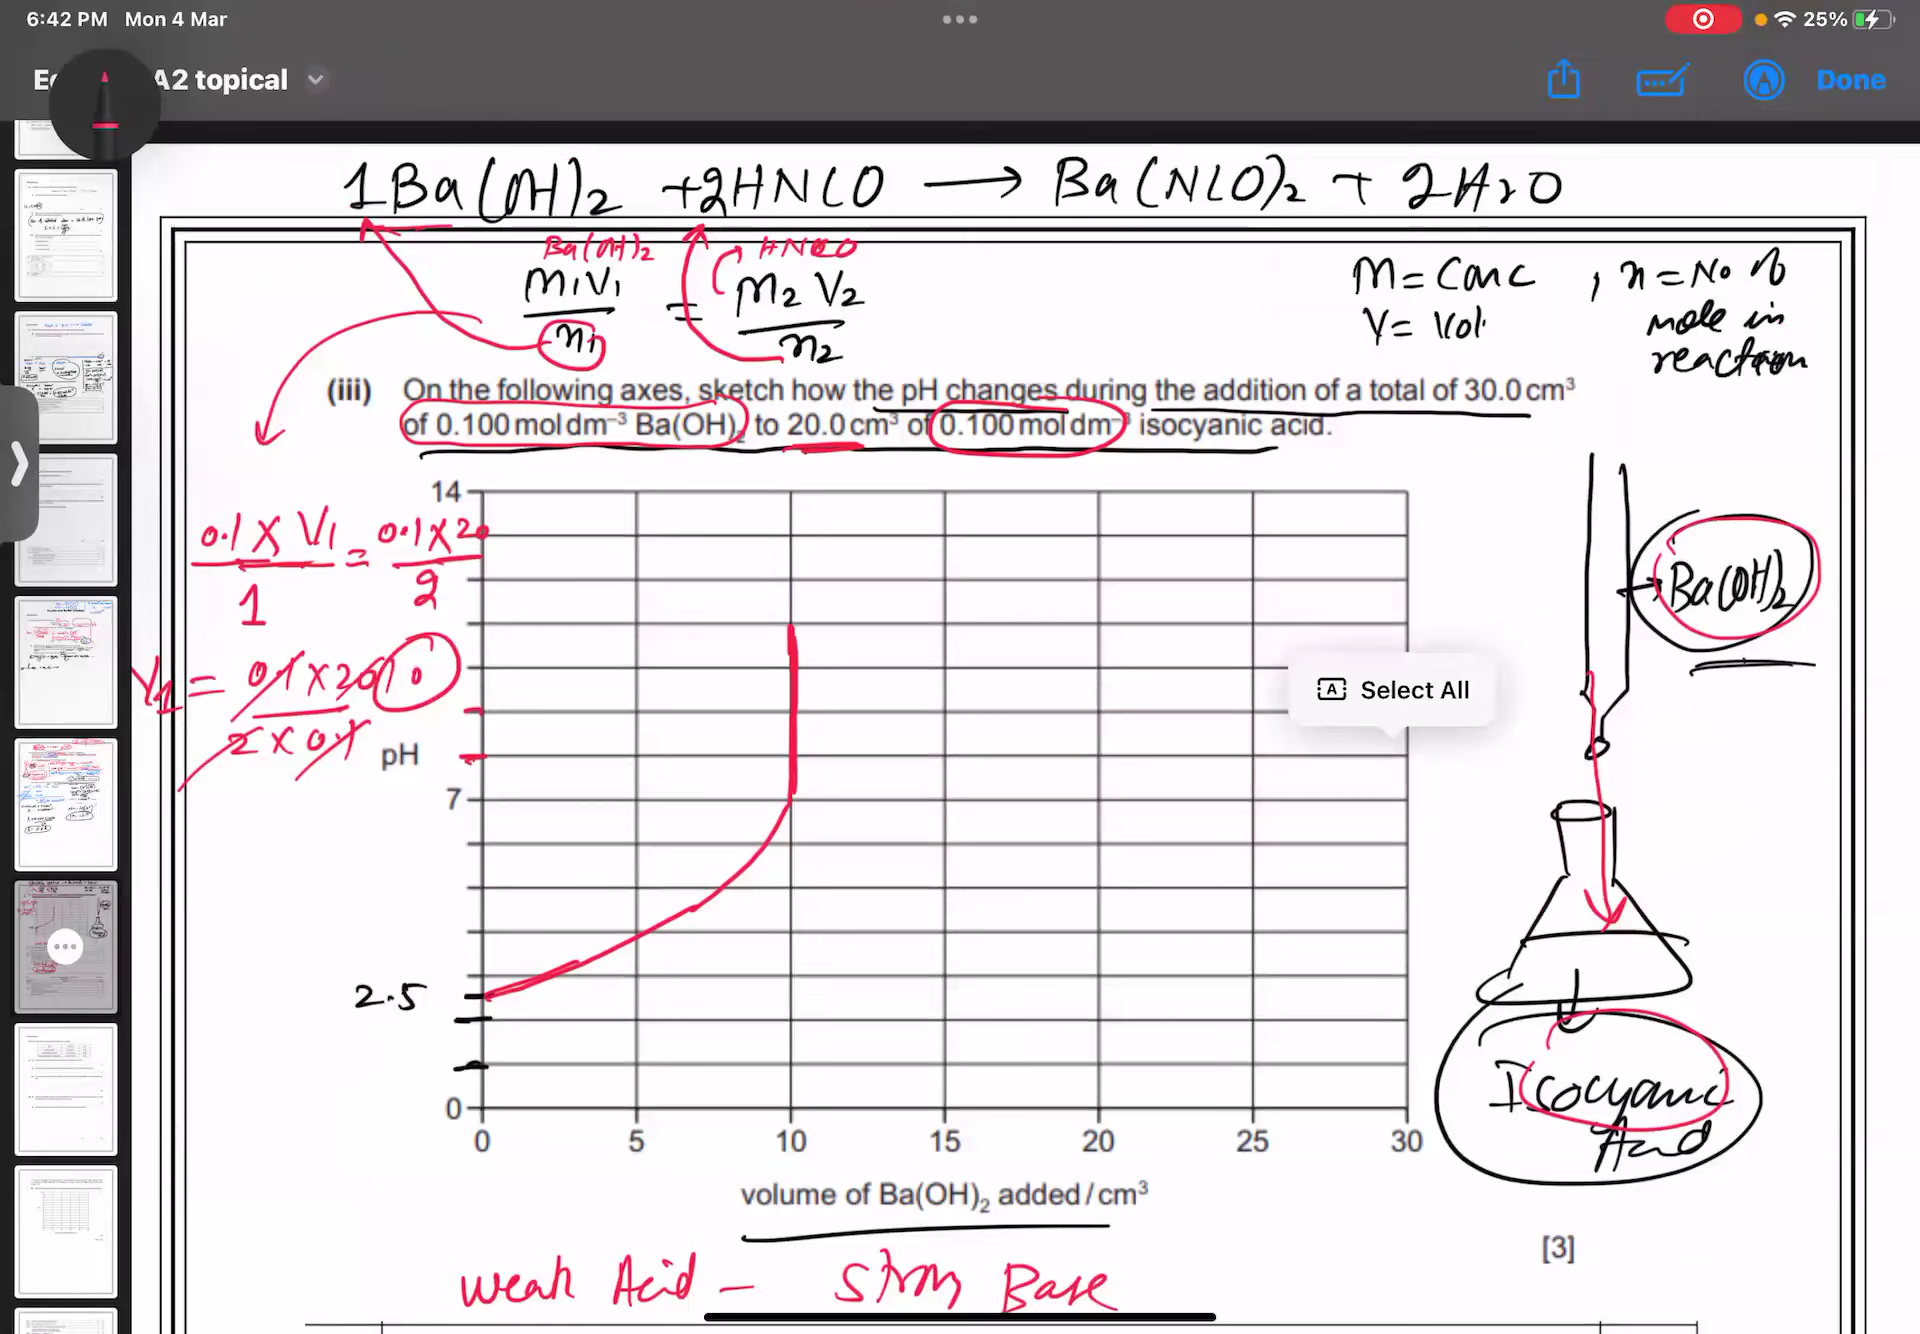 6:42 PM Mon 4 Mar
25%
A2 topical
Done
1Ba(OH)₂ + 2HNCO ⟶ Ba(NCO)₂ + 2H₂O
Ba(OH)₂ HNCO
M₁V₁ / n₁ = M₂V₂ / n₂
M = Conc , n = No of
V = Vol. mole in
reaction
(iii) On the following axes, sketch how the pH changes during the addition of a total of 30.0 cm³
of 0.100 mol dm⁻³ Ba(OH)₂ to 20.0 cm³ of 0.100 mol dm⁻³ isocyanic acid.
14
0.1 X V₁ / 1 = 0.1 X 20 / 2
Ba(OH)₂
V₁ = 0.1 X 20 / 2 X 0.1
10
Select All
pH
7
2.5
0
0 5 10 15 20 25 30
Isocyanic
Acid
volume of Ba(OH)₂ added / cm³
[3]
Weak Acid – Strong Base